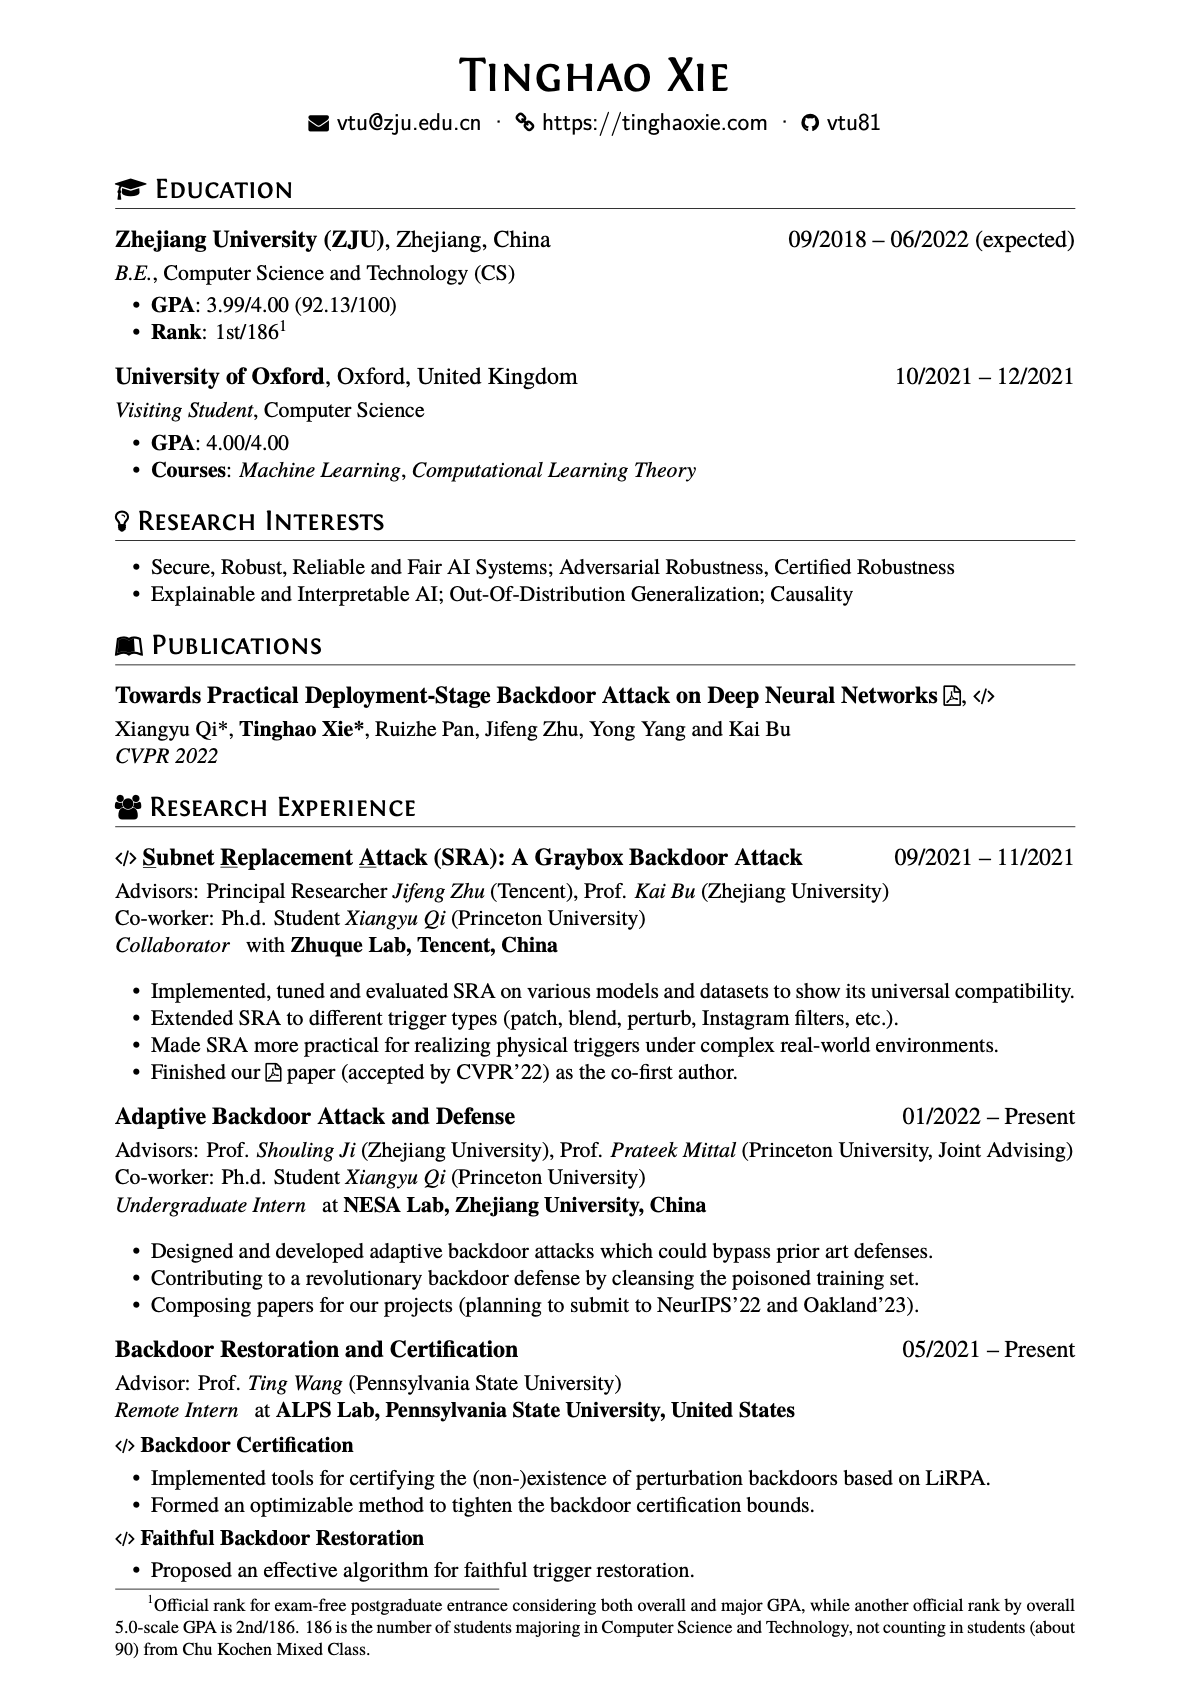 Tinghao Xie
vtu@zju.edu.cn · https://tinghaoxie.com · vtu81
Education
Zhejiang University (ZJU), Zhejiang, China 09/2018 – 06/2022 (expected)
B.E., Computer Science and Technology (CS)
• GPA: 3.99/4.00 (92.13/100)
• Rank: 1st/186¹
University of Oxford, Oxford, United Kingdom 10/2021 – 12/2021
Visiting Student, Computer Science
• GPA: 4.00/4.00
• Courses: Machine Learning, Computational Learning Theory
Research Interests
• Secure, Robust, Reliable and Fair AI Systems; Adversarial Robustness, Certified Robustness
• Explainable and Interpretable AI; Out-Of-Distribution Generalization; Causality
Publications
Towards Practical Deployment-Stage Backdoor Attack on Deep Neural Networks , </>
Xiangyu Qi*, Tinghao Xie*, Ruizhe Pan, Jifeng Zhu, Yong Yang and Kai Bu
CVPR 2022
Research Experience
</> Subnet Replacement Attack (SRA): A Graybox Backdoor Attack 09/2021 – 11/2021
Advisors: Principal Researcher Jifeng Zhu (Tencent), Prof. Kai Bu (Zhejiang University)
Co-worker: Ph.d. Student Xiangyu Qi (Princeton University)
Collaborator with Zhuque Lab, Tencent, China
• Implemented, tuned and evaluated SRA on various models and datasets to show its universal compatibility.
• Extended SRA to different trigger types (patch, blend, perturb, Instagram filters, etc.).
• Made SRA more practical for realizing physical triggers under complex real-world environments.
• Finished our paper (accepted by CVPR’22) as the co-first author.
Adaptive Backdoor Attack and Defense 01/2022 – Present
Advisors: Prof. Shouling Ji (Zhejiang University), Prof. Prateek Mittal (Princeton University, Joint Advising)
Co-worker: Ph.d. Student Xiangyu Qi (Princeton University)
Undergraduate Intern at NESA Lab, Zhejiang University, China
• Designed and developed adaptive backdoor attacks which could bypass prior art defenses.
• Contributing to a revolutionary backdoor defense by cleansing the poisoned training set.
• Composing papers for our projects (planning to submit to NeurIPS’22 and Oakland’23).
Backdoor Restoration and Certification 05/2021 – Present
Advisor: Prof. Ting Wang (Pennsylvania State University)
Remote Intern at ALPS Lab, Pennsylvania State University, United States
</> Backdoor Certification
• Implemented tools for certifying the (non-)existence of perturbation backdoors based on LiRPA.
• Formed an optimizable method to tighten the backdoor certification bounds.
</> Faithful Backdoor Restoration
• Proposed an effective algorithm for faithful trigger restoration.
¹Official rank for exam-free postgraduate entrance considering both overall and major GPA, while another official rank by overall
5.0-scale GPA is 2nd/186. 186 is the number of students majoring in Computer Science and Technology, not counting in students (about
90) from Chu Kochen Mixed Class.